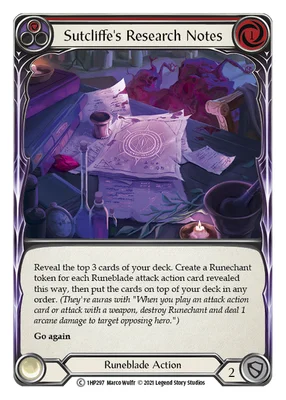 Sutcliffe's Research Notes
Reveal the top 3 cards of your deck. Create a Runechant
token for each Runeblade attack action card revealed
this way, then put the cards on top of your deck in any
order. (They're auras with "When you play an attack action
card or attack with a weapon, destroy Runechant and deal 1
arcane damage to target opposing hero.")
Go again
Runeblade Action
2
C 1HP297 Marco Wulfr © 2021 Legend Story Studios